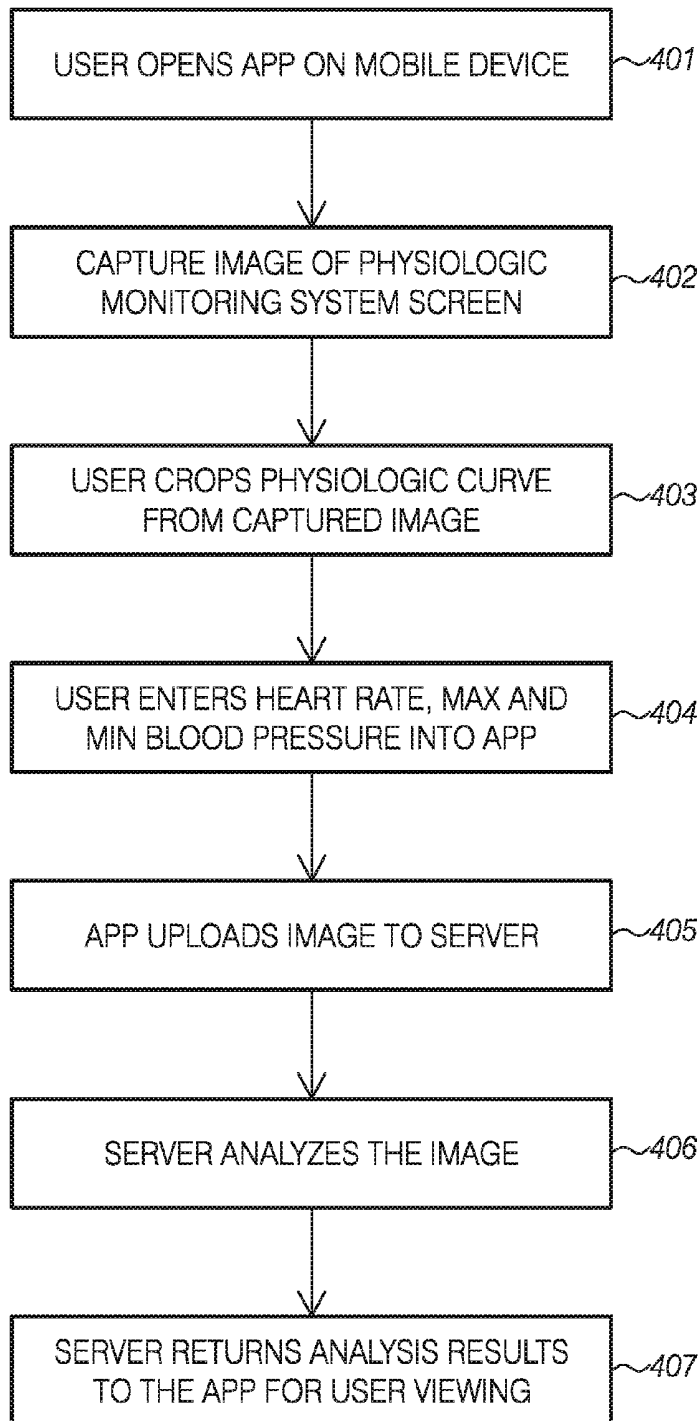 USER OPENS APP ON MOBILE DEVICE
401
CAPTURE IMAGE OF PHYSIOLOGIC
MONITORING SYSTEM SCREEN
402
USER CROPS PHYSIOLOGIC CURVE
FROM CAPTURED IMAGE
403
USER ENTERS HEART RATE, MAX AND
MIN BLOOD PRESSURE INTO APP
404
APP UPLOADS IMAGE TO SERVER
405
SERVER ANALYZES THE IMAGE
406
SERVER RETURNS ANALYSIS RESULTS
TO THE APP FOR USER VIEWING
407